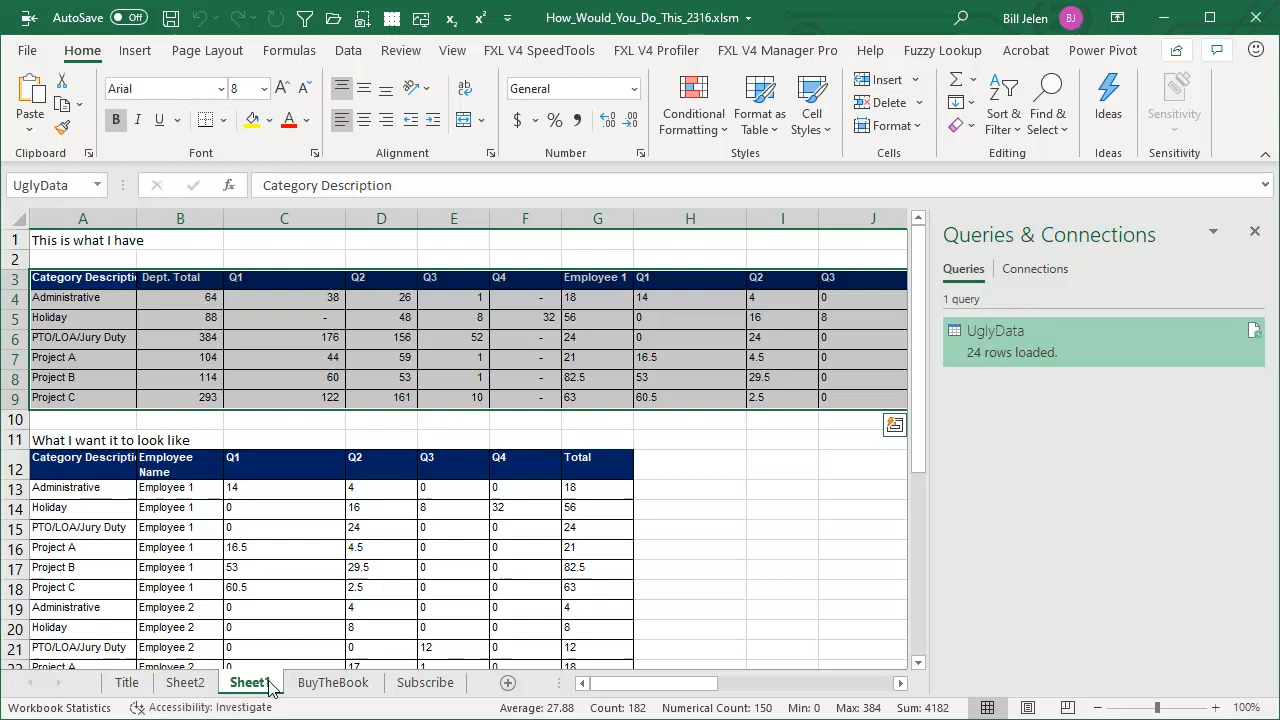 AutoSave Off How_Would_You_Do_This_2316.xlsm Bill Jelen BJ
File Home Insert Page Layout Formulas Data Review View FXL V4 SpeedTools FXL V4 Profiler FXL V4 Manager Pro Help Fuzzy Lookup Acrobat Power Pivot
Paste Arial 8 General Conditional Formatting Format as Table Cell Styles Insert Delete Format Sort & Filter Find & Select Ideas Sensitivity
Clipboard Font Alignment Number Styles Cells Editing Ideas Sensitivity
UglyData Category Description
A B C D E F G H I J
1 This is what I have
2
3 Category Descripti Dept. Total Q1 Q2 Q3 Q4 Employee 1 Q1 Q2 Q3
4 Administrative 64 38 26 1 - 18 14 4 0
5 Holiday 88 - 48 8 32 56 0 16 8
6 PTO/LOA/Jury Duty 384 176 156 52 - 24 0 24 0
7 Project A 104 44 59 1 - 21 16.5 4.5 0
8 Project B 114 60 53 1 - 82.5 53 29.5 0
9 Project C 293 122 161 10 - 63 60.5 2.5 0
10
11 What I want it to look like
12 Category Descripti Employee Name Q1 Q2 Q3 Q4 Total
13 Administrative Employee 1 14 4 0 0 18
14 Holiday Employee 1 0 16 8 32 56
15 PTO/LOA/Jury Duty Employee 1 0 24 0 0 24
16 Project A Employee 1 16.5 4.5 0 0 21
17 Project B Employee 1 53 29.5 0 0 82.5
18 Project C Employee 1 60.5 2.5 0 0 63
19 Administrative Employee 2 0 4 0 0 4
20 Holiday Employee 2 0 8 0 0 8
21 PTO/LOA/Jury Duty Employee 2 0 0 12 0 12
22 Project A Employee 2 0 17 1 0 18
Queries & Connections
Queries Connections
1 query
UglyData
24 rows loaded.
Title Sheet2 Sheet1 BuyTheBook Subscribe
Workbook Statistics Accessibility: Investigate Average: 27.88 Count: 182 Numerical Count: 150 Min: 0 Max: 384 Sum: 4182 100%